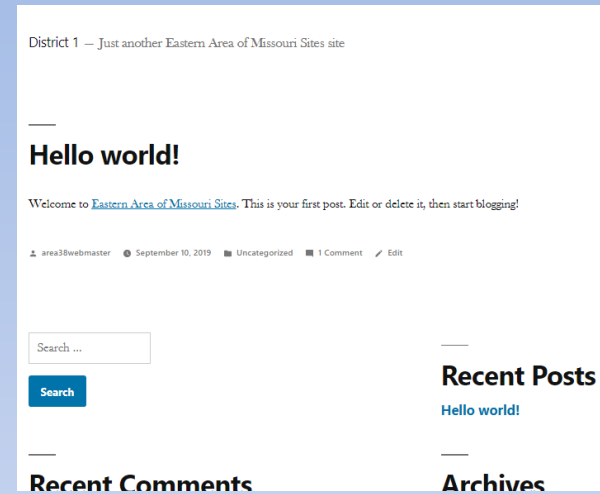 District 1 — Just another Eastern Area of Missouri Sites site
Hello world!
Welcome to Eastern Area of Missouri Sites. This is your first post. Edit or delete it, then start blogging!
area38webmaster September 10, 2019 Uncategorized 1 Comment Edit
Search ...
Search
Recent Posts
Hello world!
Recent Comments
Archives